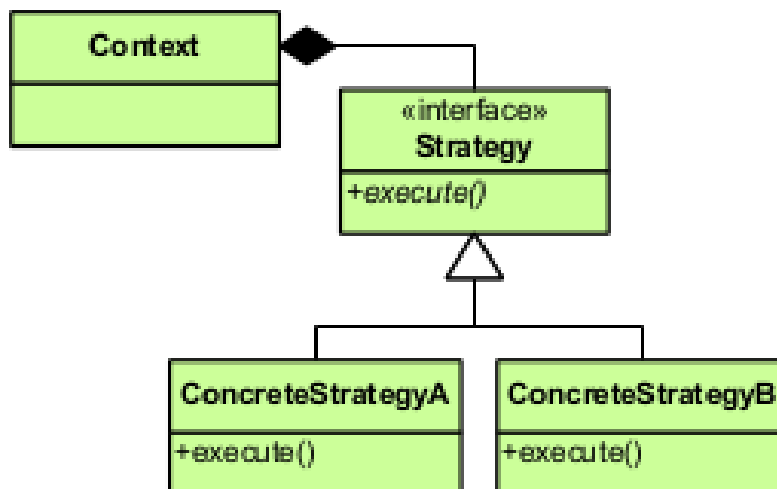 Context
«interface»
Strategy
+execute()
ConcreteStrategyA
ConcreteStrategyB
+execute()
+execute()